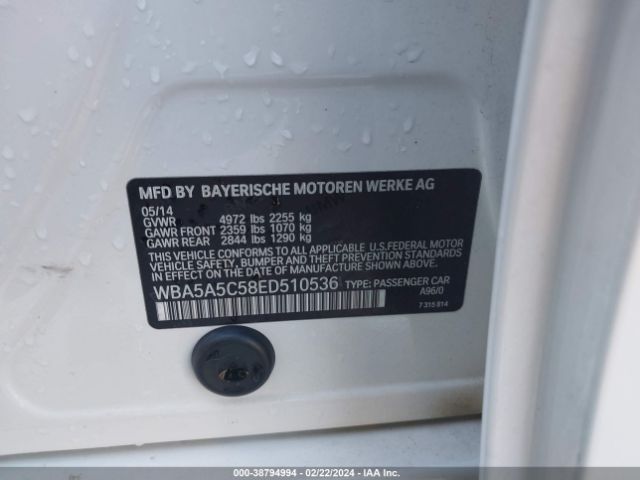 MFD BY BAYERISCHE MOTOREN WERKE AG
05/14
GVWR 4972 lbs 2255 kg
GAWR FRONT 2359 lbs 1070 kg
GAWR REAR 2844 lbs 1290 kg
THIS VEHICLE CONFORMS TO ALL APPLICABLE U.S.FEDERAL MOTOR
VEHICLE SAFETY, BUMPER AND THEFT PREVENTION STANDARDS IN
EFFECT ON THE DATE OF MANUFACTURE SHOWN ABOVE.
WBA5A5C58ED510536 TYPE: PASSENGER CAR
A96/0
7 315 814
000-38794994 | 02/22/2024 | IAA Inc.